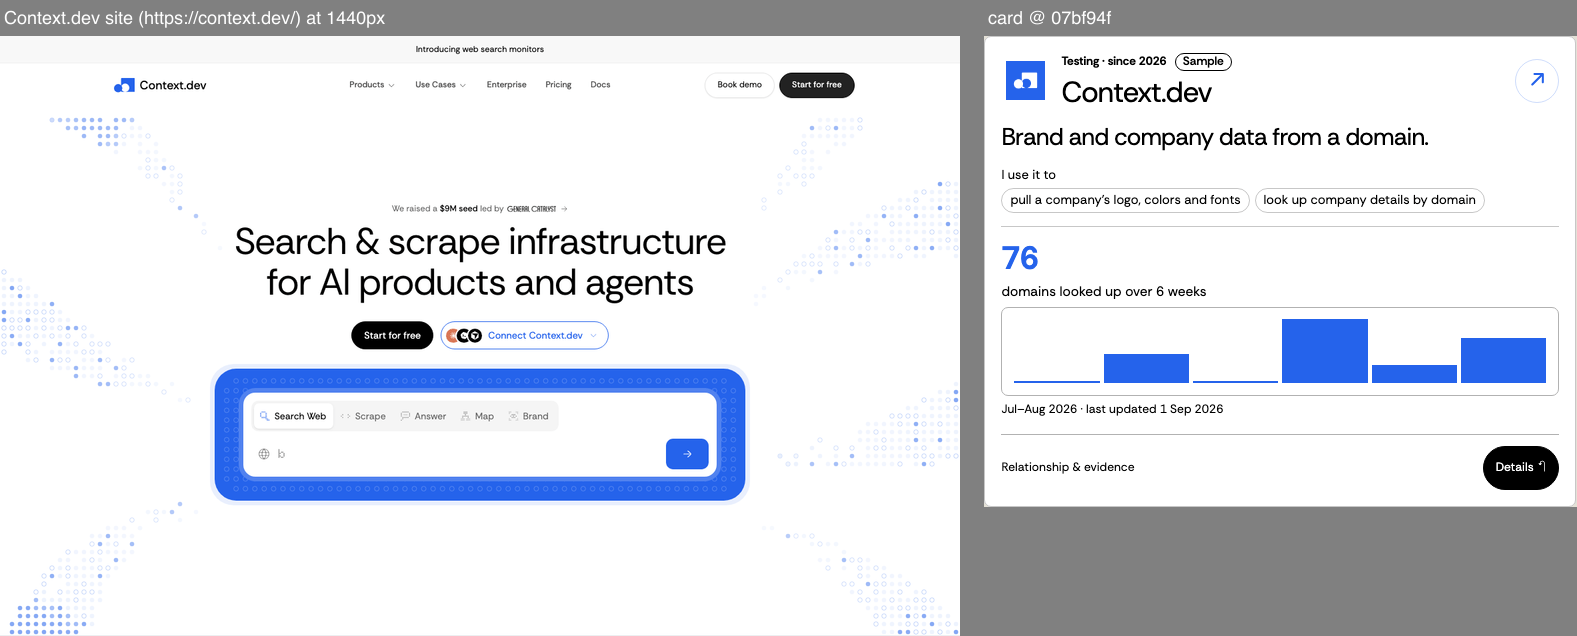 Context.dev site (https://context.dev/) at 1440px
Introducing web search monitors
Context.dev
Products
Use Cases
Enterprise
Pricing
Docs
Book demo
Start for free
We raised a $9M seed led by GENERAL CATALYST →
Search & scrape infrastructure
for AI products and agents
Start for free
Connect Context.dev
Search Web
Scrape
Answer
Map
Brand
b
card @ 07bf94f
Testing · since 2026
Sample
Context.dev
Brand and company data from a domain.
I use it to
pull a company's logo, colors and fonts
look up company details by domain
76
domains looked up over 6 weeks
Jul–Aug 2026 · last updated 1 Sep 2026
Relationship & evidence
Details